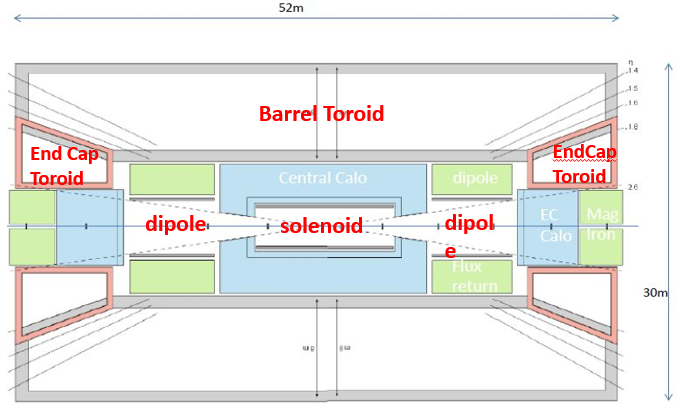 52m
η
1.4
1.5
1.6
1.8
Barrel Toroid
End Cap
Toroid
EndCap
Toroid
Central Calo
dipole
2.6
dipole
solenoid
dipol
e
EC
Calo
Mag
Iron
Flux
return
30m
8 m